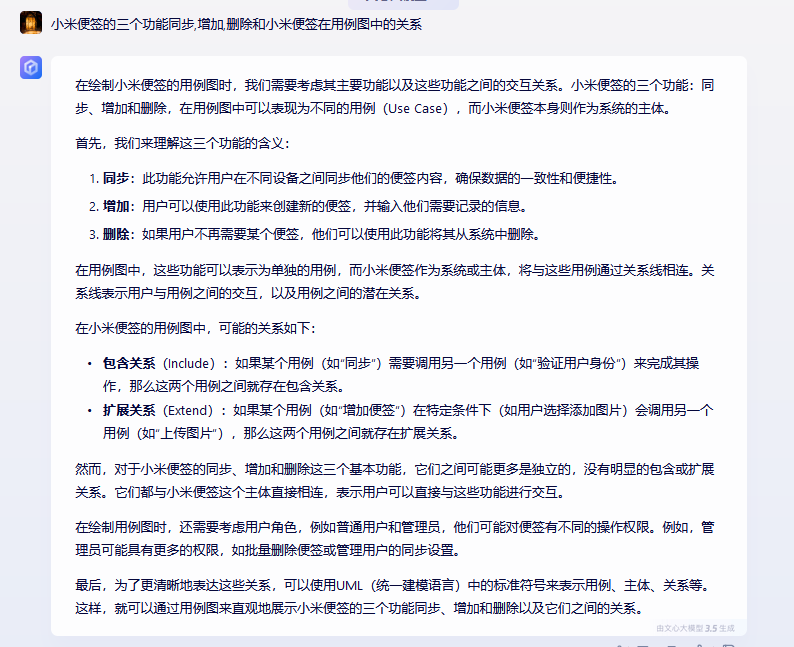 小米便签的三个功能同步,增加,删除和小米便签在用例图中的关系
在绘制小米便签的用例图时，我们需要考虑其主要功能以及这些功能之间的交互关系。小米便签的三个功能：同
步、增加和删除，在用例图中可以表现为不同的用例（Use Case），而小米便签本身则作为系统的主体。
首先，我们来理解这三个功能的含义：
1. 同步：此功能允许用户在不同设备之间同步他们的便签内容，确保数据的一致性和便捷性。
2. 增加：用户可以使用此功能来创建新的便签，并输入他们需要记录的信息。
3. 删除：如果用户不再需要某个便签，他们可以使用此功能将其从系统中删除。
在用例图中，这些功能可以表示为单独的用例，而小米便签作为系统或主体，将与这些用例通过关系线相连。关
系线表示用户与用例之间的交互，以及用例之间的潜在关系。
在小米便签的用例图中，可能的关系如下：
• 包含关系（Include）：如果某个用例（如“同步”）需要调用另一个用例（如“验证用户身份”）来完成其操
作，那么这两个用例之间就存在包含关系。
• 扩展关系（Extend）：如果某个用例（如“增加便签”）在特定条件下（如用户选择添加图片）会调用另一个
用例（如“上传图片”），那么这两个用例之间就存在扩展关系。
然而，对于小米便签的同步、增加和删除这三个基本功能，它们之间可能更多是独立的，没有明显的包含或扩展
关系。它们都与小米便签这个主体直接相连，表示用户可以直接与这些功能进行交互。
在绘制用例图时，还需要考虑用户角色，例如普通用户和管理员，他们可能对便签有不同的操作权限。例如，管
理员可能具有更多的权限，如批量删除便签或管理用户的同步设置。
最后，为了更清晰地表达这些关系，可以使用UML（统一建模语言）中的标准符号来表示用例、主体、关系等。
这样，就可以通过用例图来直观地展示小米便签的三个功能同步、增加和删除以及它们之间的关系。
由文心大模型 3.5 生成